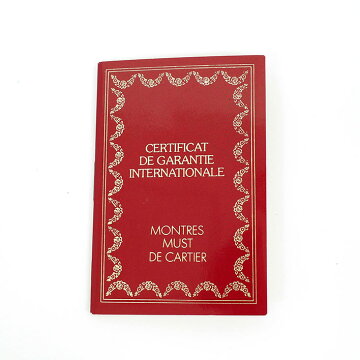 CERTIFICAT
DE GARANTIE
INTERNATIONALE
MONTRES
MUST
DE CARTIER